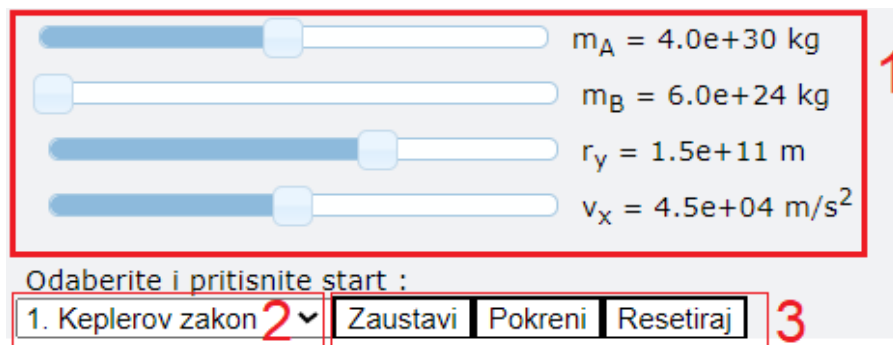 m_A = 4.0e+30 kg
1
m_B = 6.0e+24 kg
r_y = 1.5e+11 m
v_x = 4.5e+04 m/s²
Odaberite i pritisnite start :
1. Keplerov zakon 2 Zaustavi Pokreni Resetiraj 3